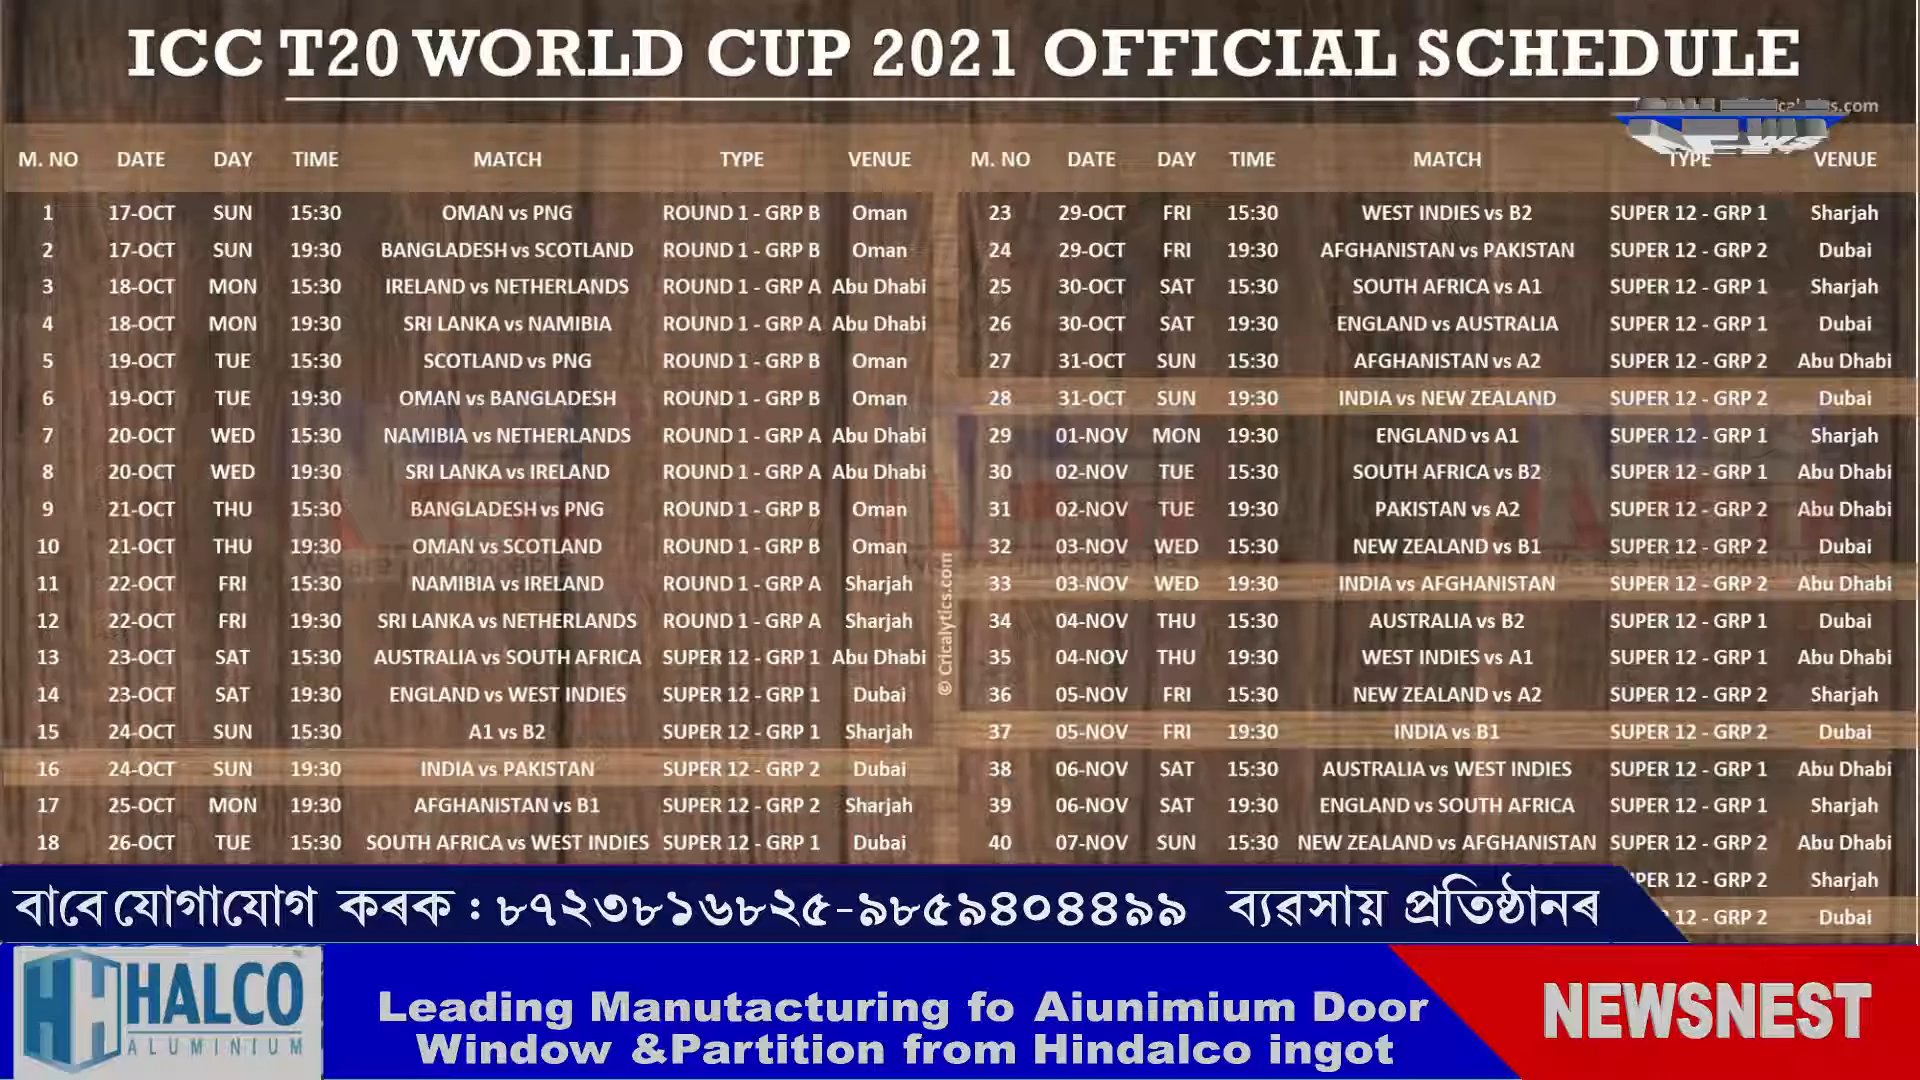 ICC T20 WORLD CUP 2021 OFFICIAL SCHEDULE
M. NO DATE DAY TIME MATCH TYPE VENUE
1 17-OCT SUN 15:30 OMAN vs PNG ROUND 1 - GRP B Oman
2 17-OCT SUN 19:30 BANGLADESH vs SCOTLAND ROUND 1 - GRP B Oman
3 18-OCT MON 15:30 IRELAND vs NETHERLANDS ROUND 1 - GRP A Abu Dhabi
4 18-OCT MON 19:30 SRI LANKA vs NAMIBIA ROUND 1 - GRP A Abu Dhabi
5 19-OCT TUE 15:30 SCOTLAND vs PNG ROUND 1 - GRP B Oman
6 19-OCT TUE 19:30 OMAN vs BANGLADESH ROUND 1 - GRP B Oman
7 20-OCT WED 15:30 NAMIBIA vs NETHERLANDS ROUND 1 - GRP A Abu Dhabi
8 20-OCT WED 19:30 SRI LANKA vs IRELAND ROUND 1 - GRP A Abu Dhabi
9 21-OCT THU 15:30 BANGLADESH vs PNG ROUND 1 - GRP B Oman
10 21-OCT THU 19:30 OMAN vs SCOTLAND ROUND 1 - GRP B Oman
11 22-OCT FRI 15:30 NAMIBIA vs IRELAND ROUND 1 - GRP A Sharjah
12 22-OCT FRI 19:30 SRI LANKA vs NETHERLANDS ROUND 1 - GRP A Sharjah
13 23-OCT SAT 15:30 AUSTRALIA vs SOUTH AFRICA SUPER 12 - GRP 1 Abu Dhabi
14 23-OCT SAT 19:30 ENGLAND vs WEST INDIES SUPER 12 - GRP 1 Dubai
15 24-OCT SUN 15:30 A1 vs B2 SUPER 12 - GRP 1 Sharjah
16 24-OCT SUN 19:30 INDIA vs PAKISTAN SUPER 12 - GRP 2 Dubai
17 25-OCT MON 19:30 AFGHANISTAN vs B1 SUPER 12 - GRP 2 Sharjah
18 26-OCT TUE 15:30 SOUTH AFRICA vs WEST INDIES SUPER 12 - GRP 1 Dubai
© Cricalytics.com
NEWS
M. NO DATE DAY TIME MATCH TYPE VENUE
23 29-OCT FRI 15:30 WEST INDIES vs B2 SUPER 12 - GRP 1 Sharjah
24 29-OCT FRI 19:30 AFGHANISTAN vs PAKISTAN SUPER 12 - GRP 2 Dubai
25 30-OCT SAT 15:30 SOUTH AFRICA vs A1 SUPER 12 - GRP 1 Sharjah
26 30-OCT SAT 19:30 ENGLAND vs AUSTRALIA SUPER 12 - GRP 1 Dubai
27 31-OCT SUN 15:30 AFGHANISTAN vs A2 SUPER 12 - GRP 2 Abu Dhabi
28 31-OCT SUN 19:30 INDIA vs NEW ZEALAND SUPER 12 - GRP 2 Dubai
29 01-NOV MON 19:30 ENGLAND vs A1 SUPER 12 - GRP 1 Sharjah
30 02-NOV TUE 15:30 SOUTH AFRICA vs B2 SUPER 12 - GRP 1 Abu Dhabi
31 02-NOV TUE 19:30 PAKISTAN vs A2 SUPER 12 - GRP 2 Abu Dhabi
32 03-NOV WED 15:30 NEW ZEALAND vs B1 SUPER 12 - GRP 2 Dubai
33 03-NOV WED 19:30 INDIA vs AFGHANISTAN SUPER 12 - GRP 2 Abu Dhabi
34 04-NOV THU 15:30 AUSTRALIA vs B2 SUPER 12 - GRP 1 Dubai
35 04-NOV THU 19:30 WEST INDIES vs A1 SUPER 12 - GRP 1 Abu Dhabi
36 05-NOV FRI 15:30 NEW ZEALAND vs A2 SUPER 12 - GRP 2 Sharjah
37 05-NOV FRI 19:30 INDIA vs B1 SUPER 12 - GRP 2 Dubai
38 06-NOV SAT 15:30 AUSTRALIA vs WEST INDIES SUPER 12 - GRP 1 Abu Dhabi
39 06-NOV SAT 19:30 ENGLAND vs SOUTH AFRICA SUPER 12 - GRP 1 Sharjah
40 07-NOV SUN 15:30 NEW ZEALAND vs AFGHANISTAN SUPER 12 - GRP 2 Abu Dhabi
PER 12 - GRP 2 Sharjah
12 - GRP 2 Dubai
বাবে যোগাযোগ কৰক : ৮৭২৩৮১৬৮২৫-৯৮৫৯৪০৪৪৯৯ ব্যৱসায় প্ৰতিষ্ঠানৰ
HALCO
ALUMINIUM
Leading Manutacturing fo Aiunimium Door
Window &Partition from Hindalco ingot
NEWSNEST